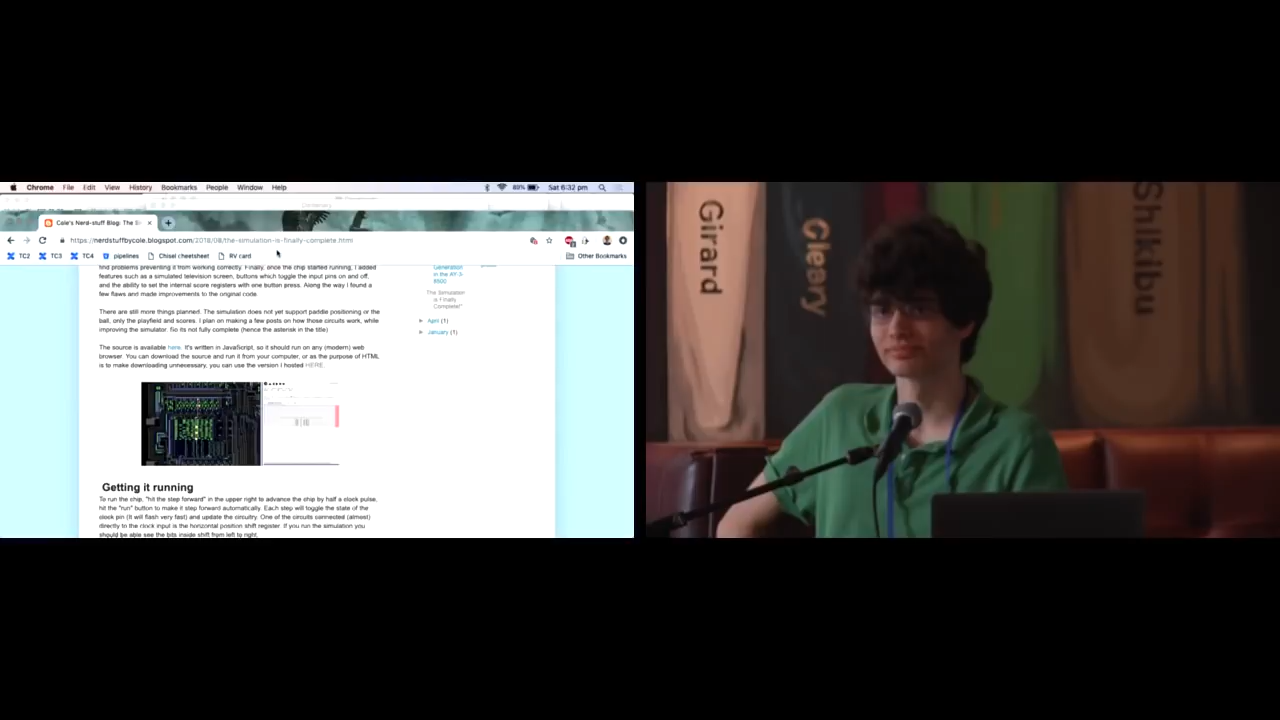 Chrome File Edit View History Bookmarks People Window Help
89% Sat 6:32 pm
Cole's Nerd-stuff Blog: The Si
https://nerdstuffbycole.blogspot.com/2018/08/the-simulation-is-finally-complete.html
TC2 TC3 TC4 pipelines Chisel cheetsheet RV card Other Bookmarks
find problems preventing it from working correctly. Finally, once the chip started running, I added
features such as a simulated television screen, buttons which toggle the input pins on and off,
and the ability to set the internal score registers with one button press. Along the way I found a
few flaws and made improvements to the original code.
There are still more things planned. The simulation does not yet support paddle positioning or the
ball, only the playfield and scores. I plan on making a few posts on how those circuits work, while
improving the simulator. So its not fully complete (hence the asterisk in the title)
The source is available here. It's written in JavaScript, so it should run on any (modern) web
browser. You can download the source and run it from your computer, or as the purpose of HTML
is to make downloading unnecessary, you can use the version I hosted HERE.
Generation
in the AY-3-
8500
The Simulation
is Finally
Complete!*
► April (1)
► January (1)
Getting it running
To run the chip, "hit the step forward" in the upper right to advance the chip by half a clock pulse,
hit the "run" button to make it step forward automatically. Each step will toggle the state of the
clock pin (it will flash very fast) and update the circuitry. One of the circuits connected (almost)
directly to the clock input is the horizontal position shift register. If you run the simulation you
should be able see the bits inside shift from left to right.
Girard
Cleary
Shikiku